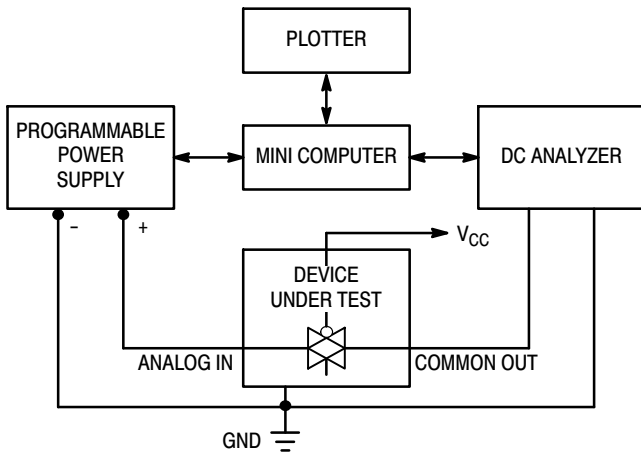 PLOTTER
PROGRAMMABLE
POWER
SUPPLY
MINI COMPUTER
DC ANALYZER
–
+
VCC
DEVICE
UNDER TEST
ANALOG IN
COMMON OUT
GND